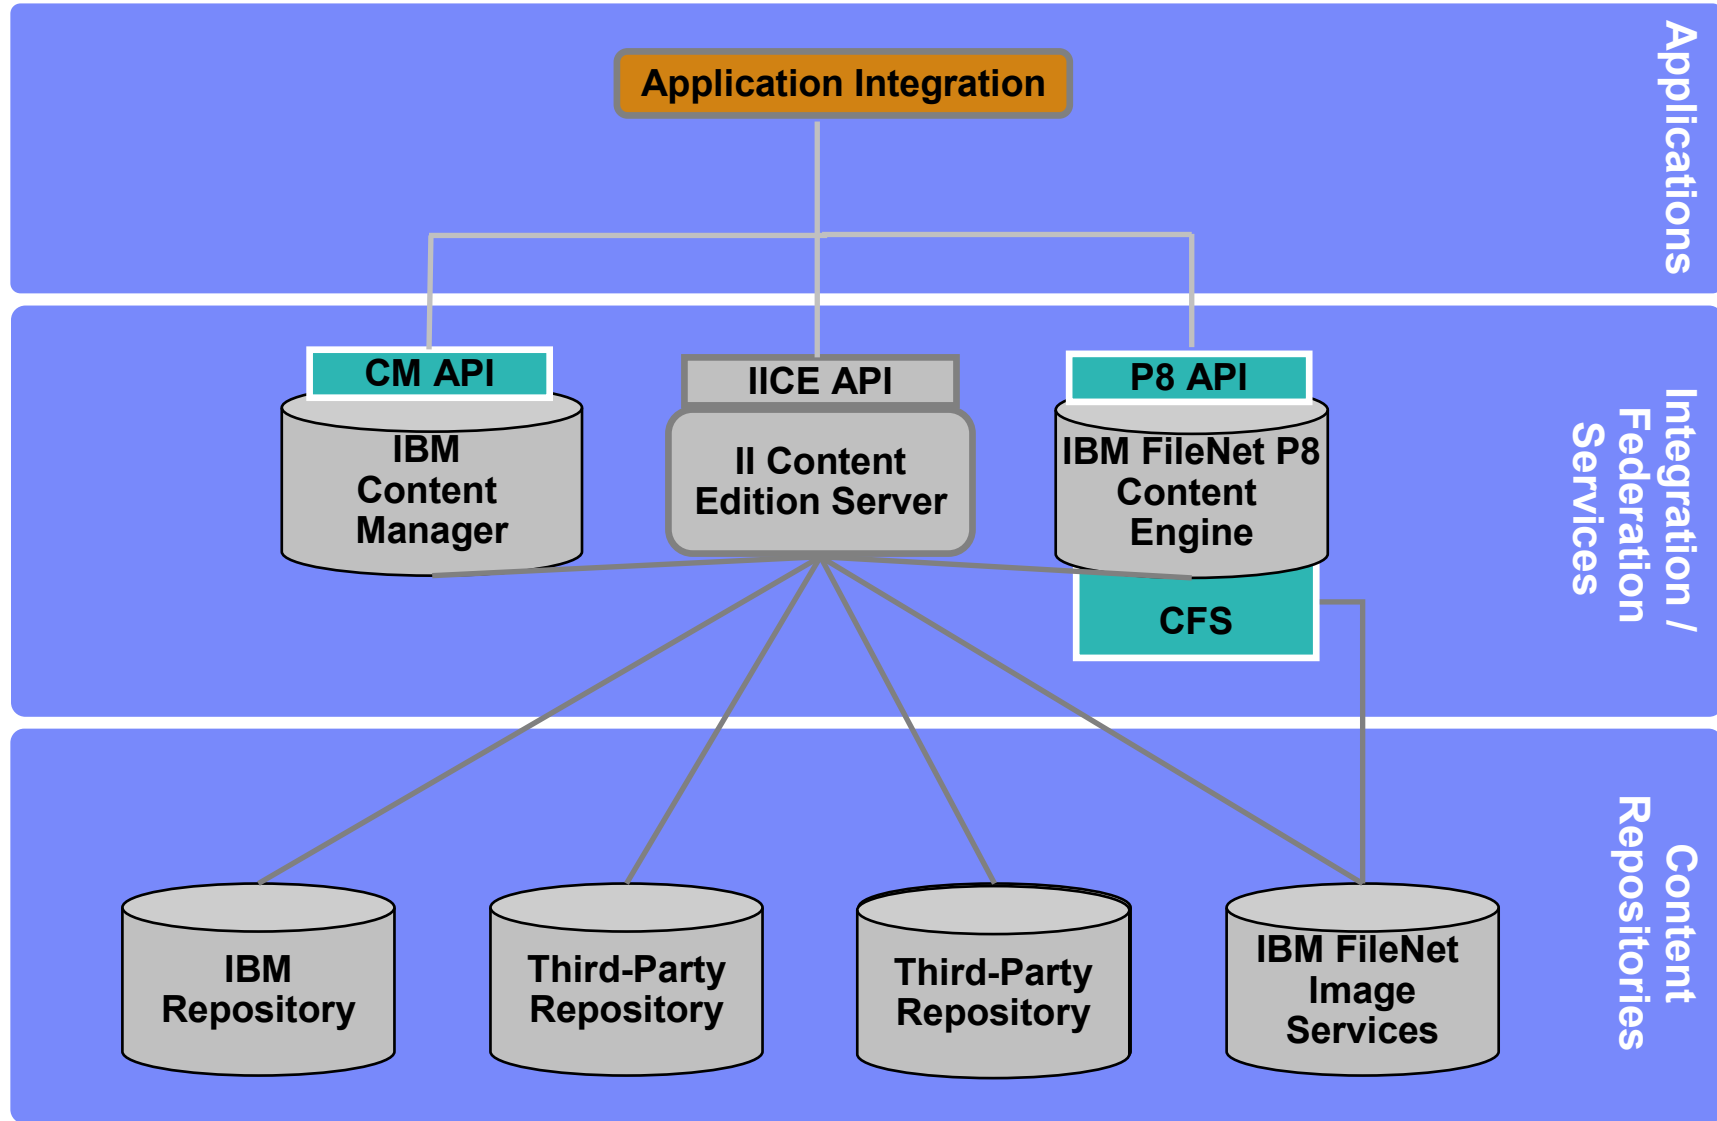 Application Integration
Applications
CM API
IBM
Content
Manager
IICE API
II Content
Edition Server
P8 API
IBM FileNet P8
Content
Engine
CFS
Integration /
Federation
Services
IBM
Repository
Third-Party
Repository
Third-Party
Repository
IBM FileNet
Image
Services
Content
Repositories